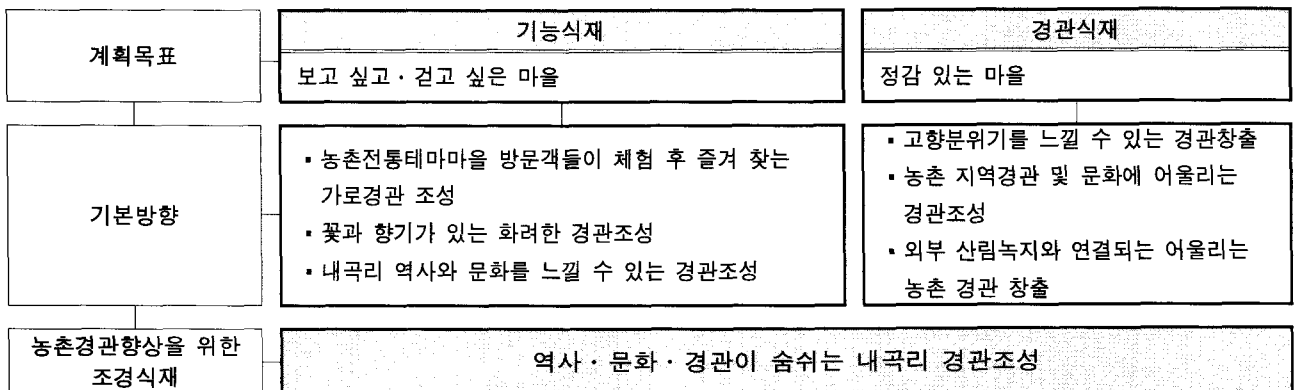 계획목표
기능식재
보고 싶고 · 걷고 싶은 마을
경관식재
정감 있는 마을
기본방향
▪ 농촌전통테마마을 방문객들이 체험 후 즐겨 찾는
가로경관 조성
▪ 꽃과 향기가 있는 화려한 경관조성
▪ 내곡리 역사와 문화를 느낄 수 있는 경관조성
▪ 고향분위기를 느낄 수 있는 경관창출
▪ 농촌 지역경관 및 문화에 어울리는
경관조성
▪ 외부 산림녹지와 연결되는 어울리는
농촌 경관 창출
농촌경관향상을 위한
조경식재
역사 · 문화 · 경관이 숨쉬는 내곡리 경관조성